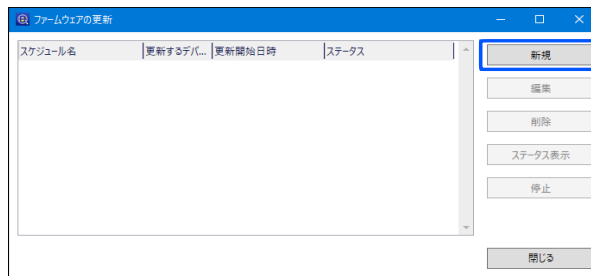 ファームウェアの更新
スケジュール名 更新するデバ... 更新開始日時 ステータス
新規
編集
削除
ステータス表示
停止
閉じる